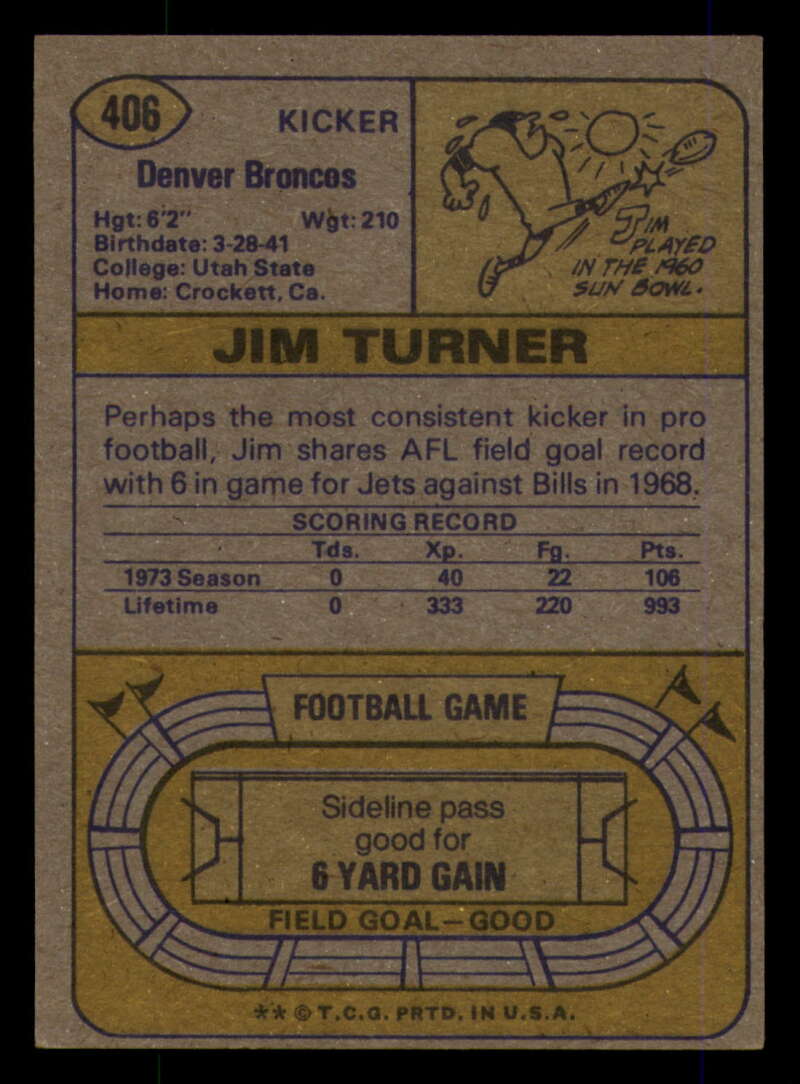 406
KICKER
Denver Broncos
Hgt: 6'2" Wgt: 210
Birthdate: 3-28-41
College: Utah State
Home: Crockett, Ca.
JIM
PLAYED
IN THE 1960
SUN BOWL.
JIM TURNER
Perhaps the most consistent kicker in pro
football, Jim shares AFL field goal record
with 6 in game for Jets against Bills in 1968.
SCORING RECORD
Tds. Xp. Fg. Pts.
1973 Season 0 40 22 106
Lifetime 0 333 220 993
FOOTBALL GAME
Sideline pass
good for
6 YARD GAIN
FIELD GOAL—GOOD
** © T.C.G. PRTD. IN U.S.A.